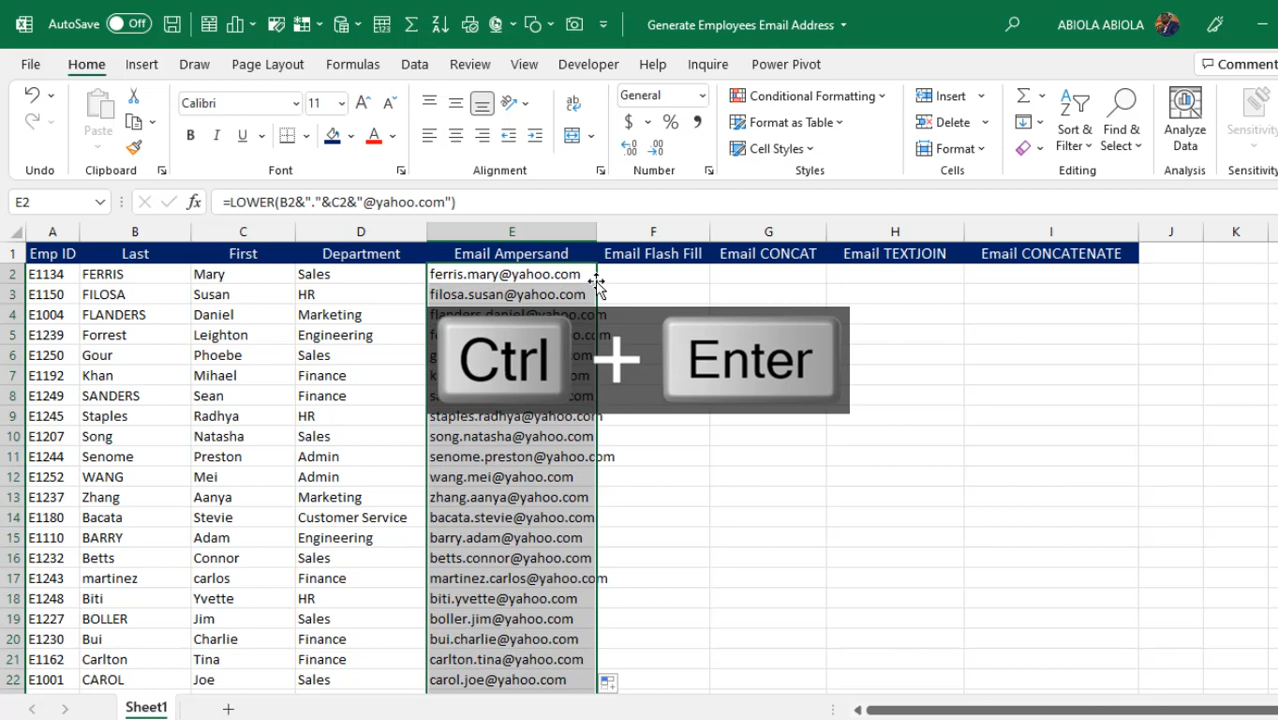 AutoSave Off Generate Employees Email Address ABIOLA ABIOLA
File Home Insert Draw Page Layout Formulas Data Review View Developer Help Inquire Power Pivot Comment
Paste Calibri 11 General Conditional Formatting Insert Sort & Find & Analyze Sensitivity
B I U A $ % Format as Table Delete Filter Select Data
Cell Styles Format
Undo Clipboard Font Alignment Number Styles Cells Editing Analysis Sensitivity
E2 fx =LOWER(B2&"."&C2&"@yahoo.com")
A B C D E F G H I J K
1 Emp ID Last First Department Email Ampersand Email Flash Fill Email CONCAT Email TEXTJOIN Email CONCATENATE
2 E1134 FERRIS Mary Sales ferris.mary@yahoo.com
3 E1150 FILOSA Susan HR filosa.susan@yahoo.com
4 E1004 FLANDERS Daniel Marketing flanders.daniel@yahoo.com
5 E1239 Forrest Leighton Engineering
6 E1250 Gour Phoebe Sales
7 E1192 Khan Mihael Finance
8 E1249 SANDERS Sean Finance
Ctrl + Enter
9 E1245 Staples Radhya HR staples.radhya@yahoo.com
10 E1207 Song Natasha Sales song.natasha@yahoo.com
11 E1244 Senome Preston Admin senome.preston@yahoo.com
12 E1252 WANG Mei Admin wang.mei@yahoo.com
13 E1237 Zhang Aanya Marketing zhang.aanya@yahoo.com
14 E1180 Bacata Stevie Customer Service bacata.stevie@yahoo.com
15 E1110 BARRY Adam Engineering barry.adam@yahoo.com
16 E1232 Betts Connor Sales betts.connor@yahoo.com
17 E1243 martinez carlos Finance martinez.carlos@yahoo.com
18 E1248 Biti Yvette HR biti.yvette@yahoo.com
19 E1227 BOLLER Jim Sales boller.jim@yahoo.com
20 E1230 Bui Charlie Finance bui.charlie@yahoo.com
21 E1162 Carlton Tina Finance carlton.tina@yahoo.com
22 E1001 CAROL Joe Sales carol.joe@yahoo.com
Sheet1